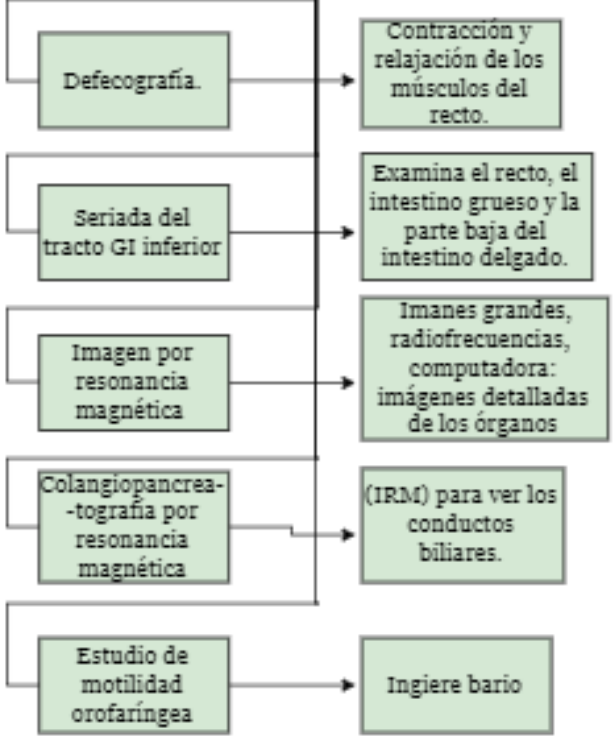 Defecografía.
Contracción y
relajación de los
músculos del
recto.
Seriada del
tracto GI inferior
Examina el recto, el
intestino grueso y la
parte baja del
intestino delgado.
Imagen por
resonancia
magnética
Imanes grandes,
radiofrecuencias,
computadora:
imágenes detalladas
de los órganos
Colangiopancrea-
-tografía por
resonancia
magnética
(IRM) para ver los
conductos
biliares.
Estudio de
motilidad
orofaríngea
Ingiere bario